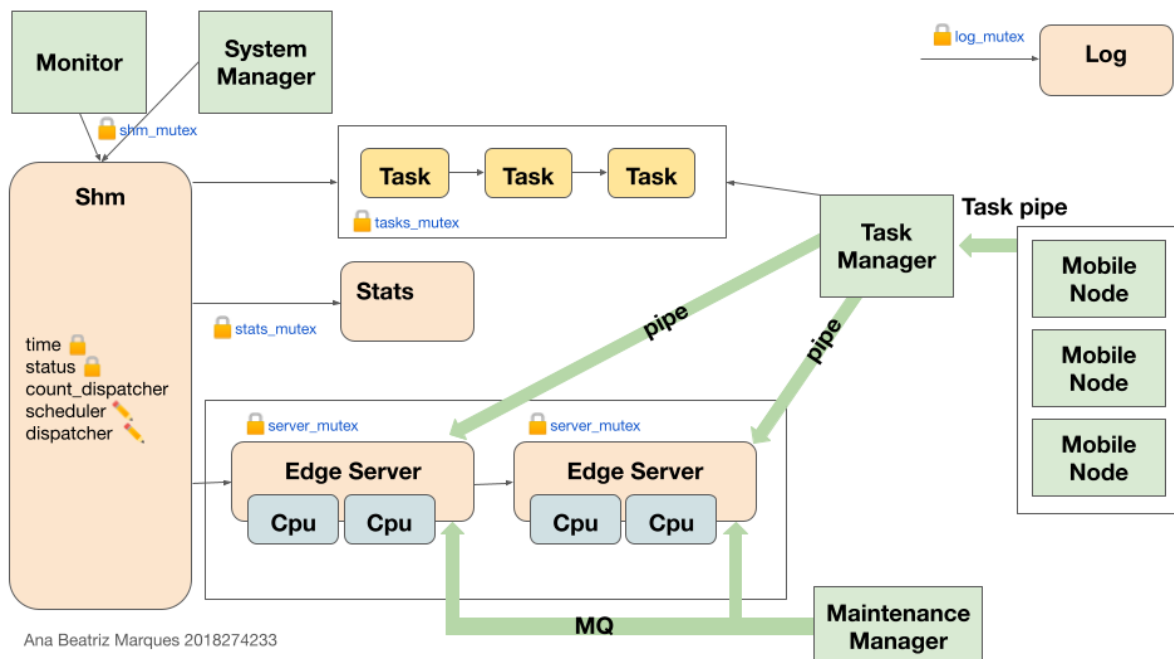 Monitor
System
Manager
log_mutex
Log
shm_mutex
Shm
Task
Task
Task
tasks_mutex
Task
Manager
Task pipe
Mobile
Node
Mobile
Node
Mobile
Node
Stats
stats_mutex
pipe
pipe
time
status
count_dispatcher
scheduler
dispatcher
server_mutex
server_mutex
Edge Server
Edge Server
Cpu
Cpu
Cpu
Cpu
MQ
Maintenance
Manager
Ana Beatriz Marques 2018274233